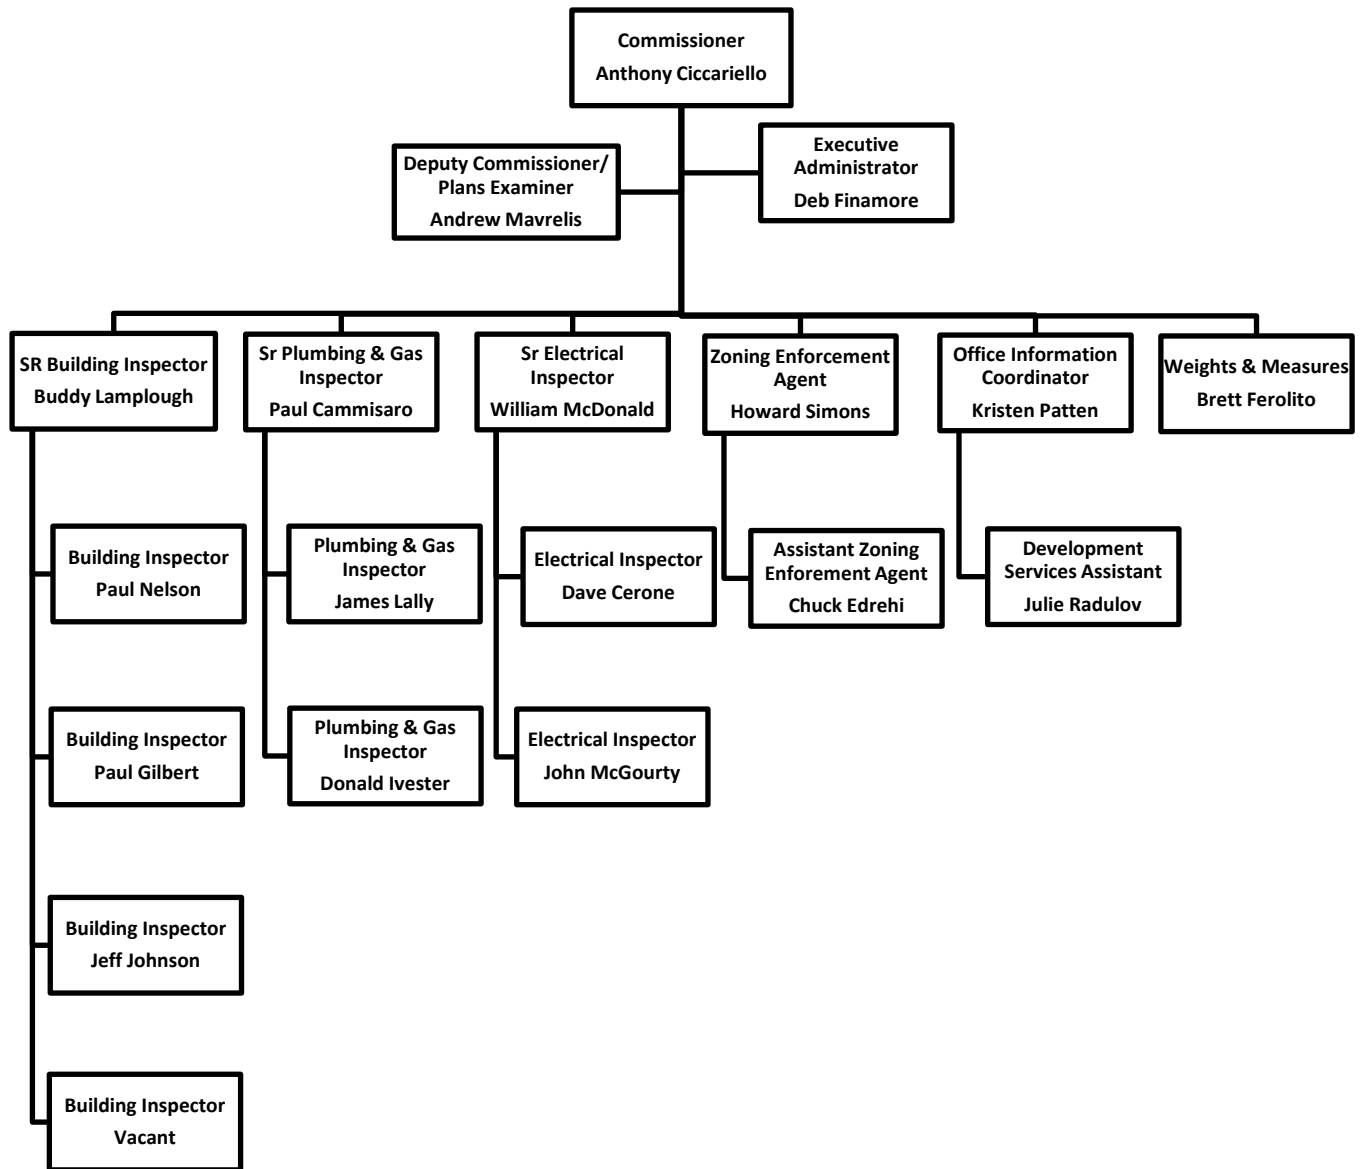 Commissioner
Anthony Ciccariello
Deputy Commissioner/
Plans Examiner
Andrew Mavrelis
Executive
Administrator
Deb Finamore
SR Building Inspector
Buddy Lamplough
Sr Plumbing & Gas
Inspector
Paul Cammisaro
Sr Electrical
Inspector
William McDonald
Zoning Enforcement
Agent
Howard Simons
Office Information
Coordinator
Kristen Patten
Weights & Measures
Brett Ferolito
Building Inspector
Paul Nelson
Plumbing & Gas
Inspector
James Lally
Electrical Inspector
Dave Cerone
Assistant Zoning
Enforement Agent
Chuck Edrehi
Development
Services Assistant
Julie Radulov
Building Inspector
Paul Gilbert
Plumbing & Gas
Inspector
Donald Ivester
Electrical Inspector
John McGourty
Building Inspector
Jeff Johnson
Building Inspector
Vacant